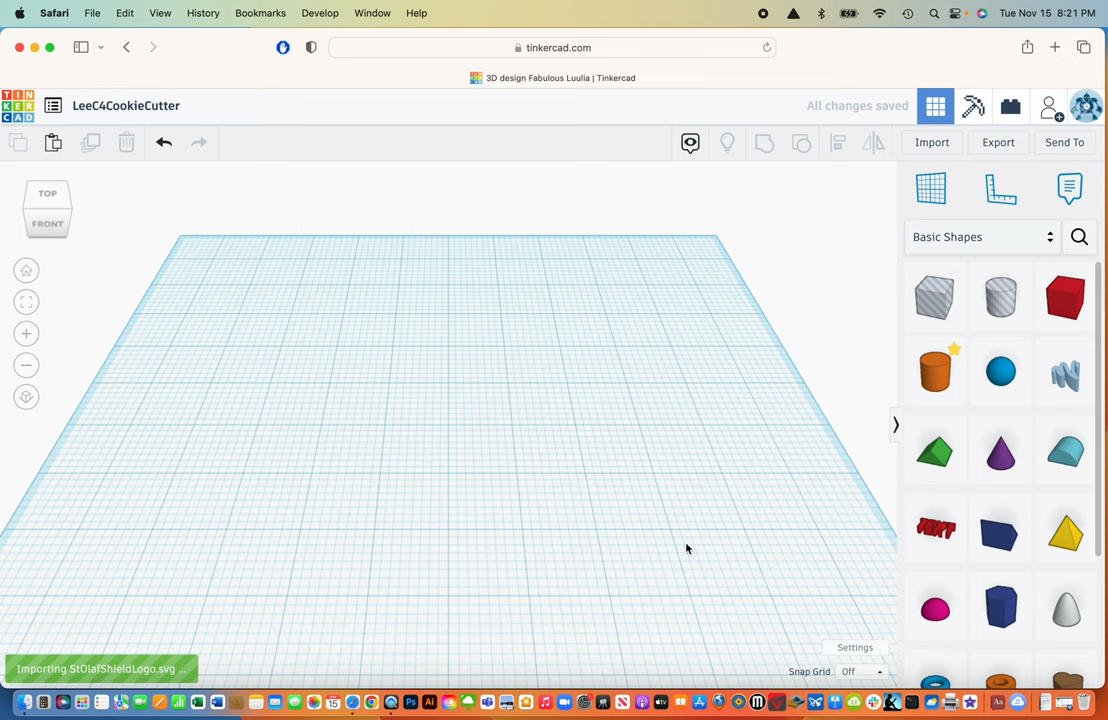 Safari File Edit View History Bookmarks Develop Window Help Tue Nov 15 8:21 PM
tinkercad.com
3D design Fabulous Luulia | Tinkercad
TIN
KER
CAD
LeeC4CookieCutter All changes saved
Import Export Send To
TOP
FRONT
Basic Shapes
TEXT
Settings
Importing StOlafShieldLogo.svg ...
Snap Grid Off